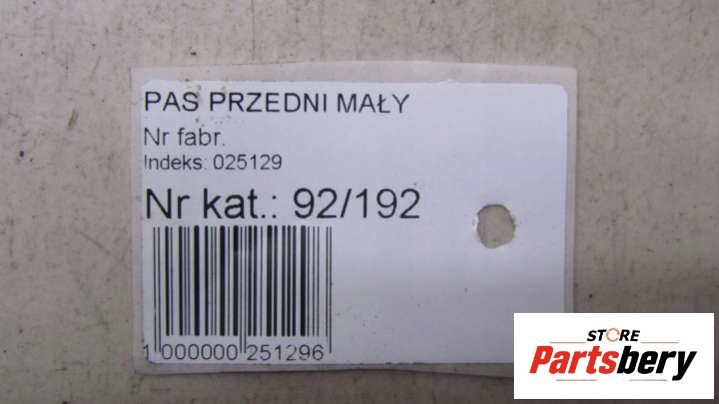 PAS PRZEDNI MAŁY
Nr fabr.
Indeks: 025129
Nr kat.: 92/192
1 000000 251296
STORE
Partsbery